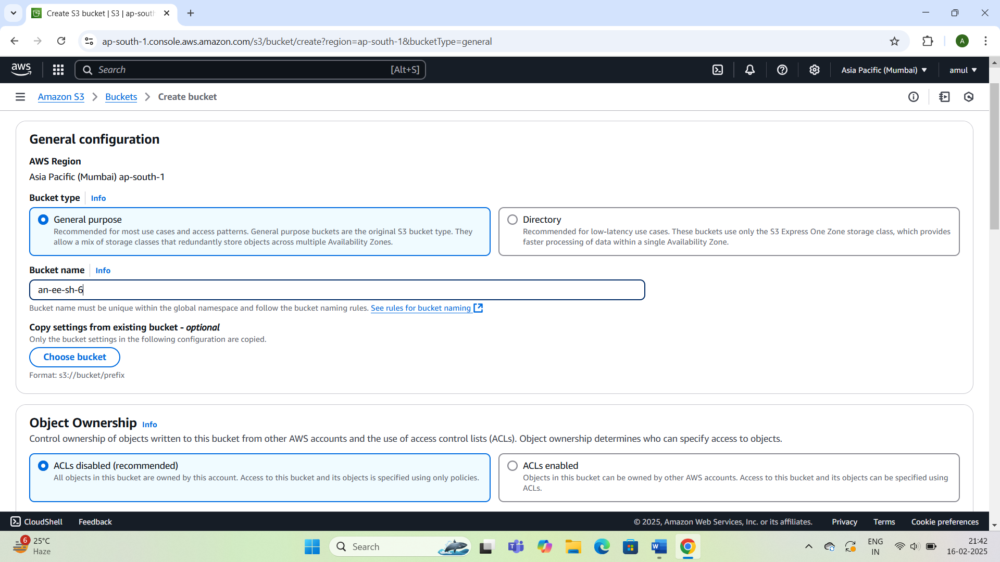 Create S3 bucket | S3 | ap-sout
ap-south-1.console.aws.amazon.com/s3/bucket/create?region=ap-south-1&bucketType=general
A
aws
Search
[Alt+S]
Asia Pacific (Mumbai)
amul
Amazon S3
Buckets
Create bucket
General configuration
AWS Region
Asia Pacific (Mumbai) ap-south-1
Bucket type
Info
General purpose
Recommended for most use cases and access patterns. General purpose buckets are the original S3 bucket type. They
allow a mix of storage classes that redundantly store objects across multiple Availability Zones.
Directory
Recommended for low-latency use cases. These buckets use only the S3 Express One Zone storage class, which provides
faster processing of data within a single Availability Zone.
Bucket name
Info
an-ee-sh-6
Bucket name must be unique within the global namespace and follow the bucket naming rules. See rules for bucket naming
Copy settings from existing bucket - optional
Only the bucket settings in the following configuration are copied.
Choose bucket
Format: s3://bucket/prefix
Object Ownership
Info
Control ownership of objects written to this bucket from other AWS accounts and the use of access control lists (ACLs). Object ownership determines who can specify access to objects.
ACLs disabled (recommended)
All objects in this bucket are owned by this account. Access to this bucket and its objects is specified using only policies.
ACLs enabled
Objects in this bucket can be owned by other AWS accounts. Access to this bucket and its objects can be specified using
ACLs.
CloudShell
Feedback
© 2025, Amazon Web Services, Inc. or its affiliates.
Privacy
Terms
Cookie preferences
6
25°C
Haze
Search
ENG
IN
21:42
16-02-2025